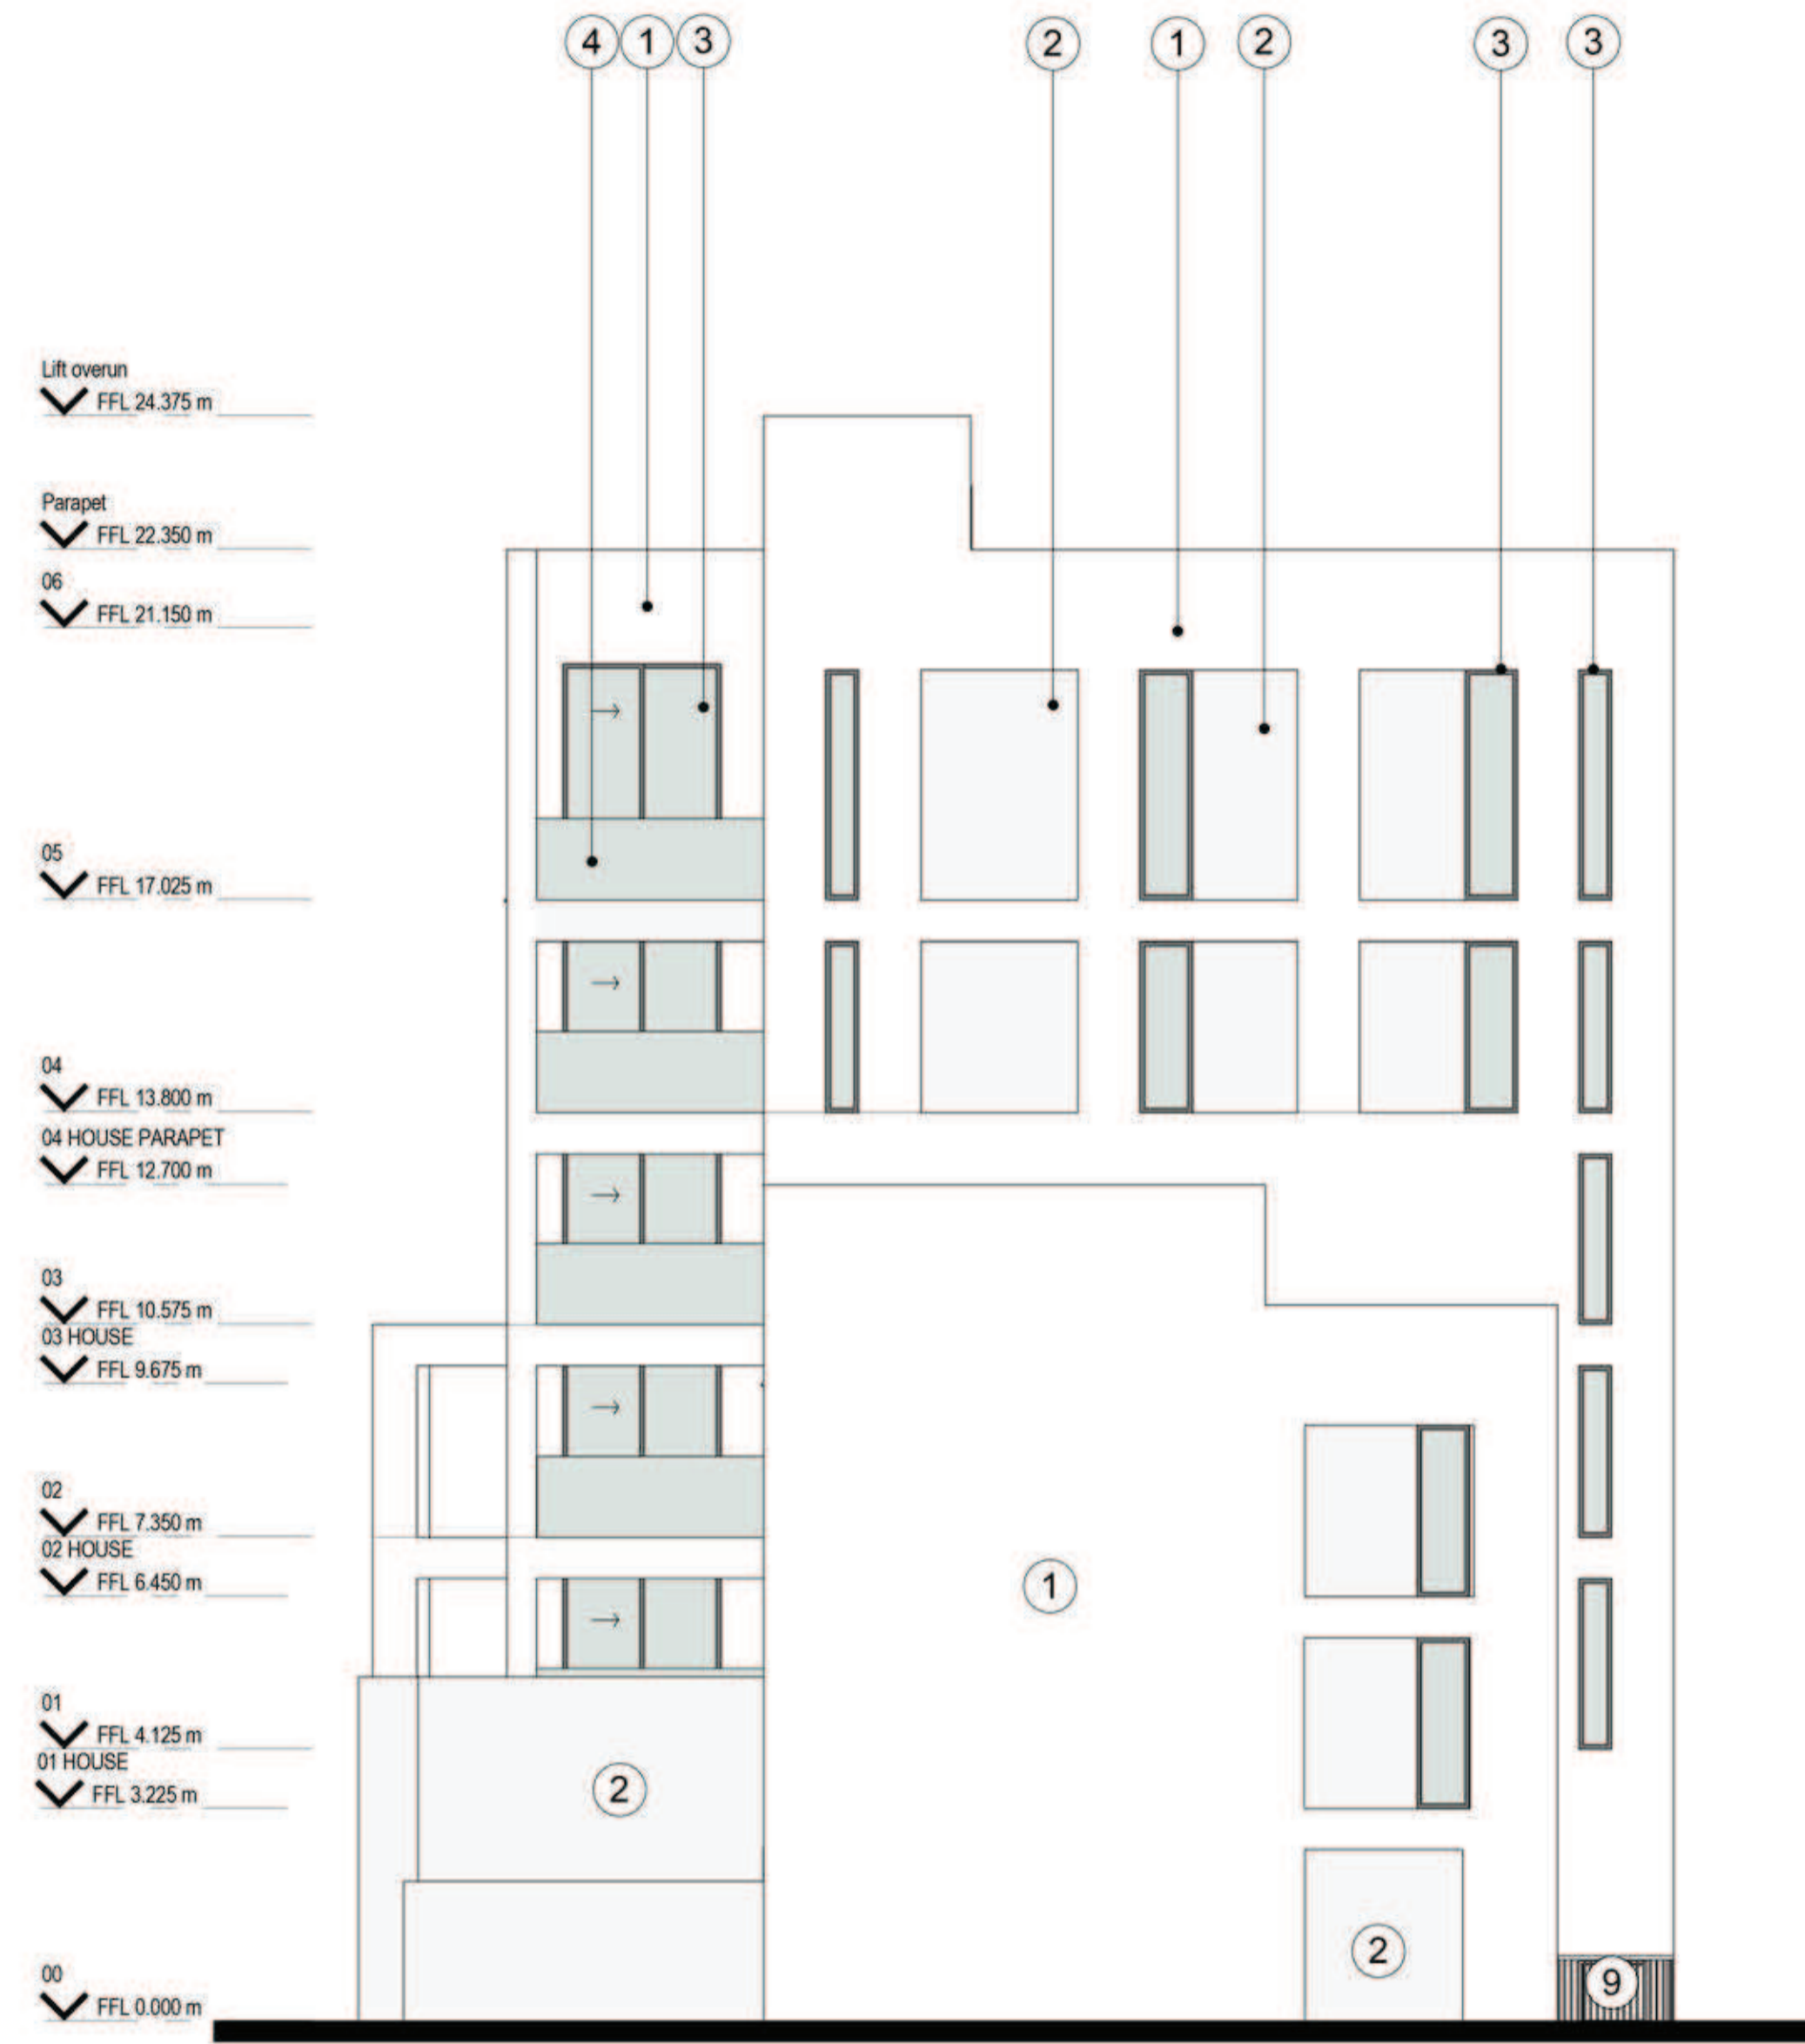 4 1 3 2 1 2 3 3
Lift overun
FFL 24.375 m
Parapet
FFL 22.350 m
06
FFL 21.150 m
05
FFL 17.025 m
04
FFL 13.800 m
04 HOUSE PARAPET
FFL 12.700 m
03
FFL 10.575 m
03 HOUSE
FFL 9.675 m
02
FFL 7.350 m
02 HOUSE
FFL 6.450 m
1
01
FFL 4.125 m
01 HOUSE
FFL 3.225 m
2
2
9
00
FFL 0.000 m